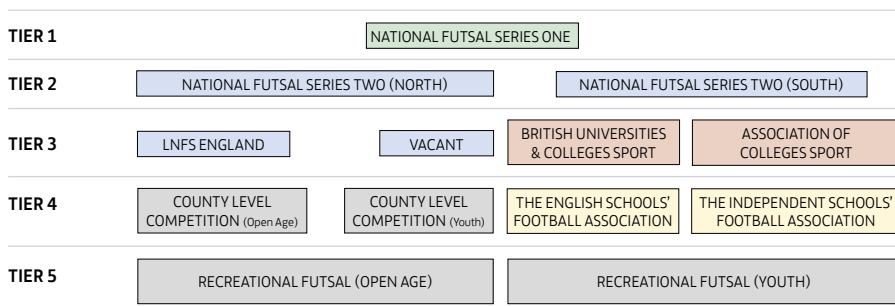 TIER 1
NATIONAL FUTSAL SERIES ONE
TIER 2
NATIONAL FUTSAL SERIES TWO (NORTH)
NATIONAL FUTSAL SERIES TWO (SOUTH)
TIER 3
LNFS ENGLAND
VACANT
BRITISH UNIVERSITIES
& COLLEGES SPORT
ASSOCIATION OF
COLLEGES SPORT
TIER 4
COUNTY LEVEL
COMPETITION (Open Age)
COUNTY LEVEL
COMPETITION (Youth)
THE ENGLISH SCHOOLS'
FOOTBALL ASSOCIATION
THE INDEPENDENT SCHOOLS'
FOOTBALL ASSOCIATION
TIER 5
RECREATIONAL FUTSAL (OPEN AGE)
RECREATIONAL FUTSAL (YOUTH)